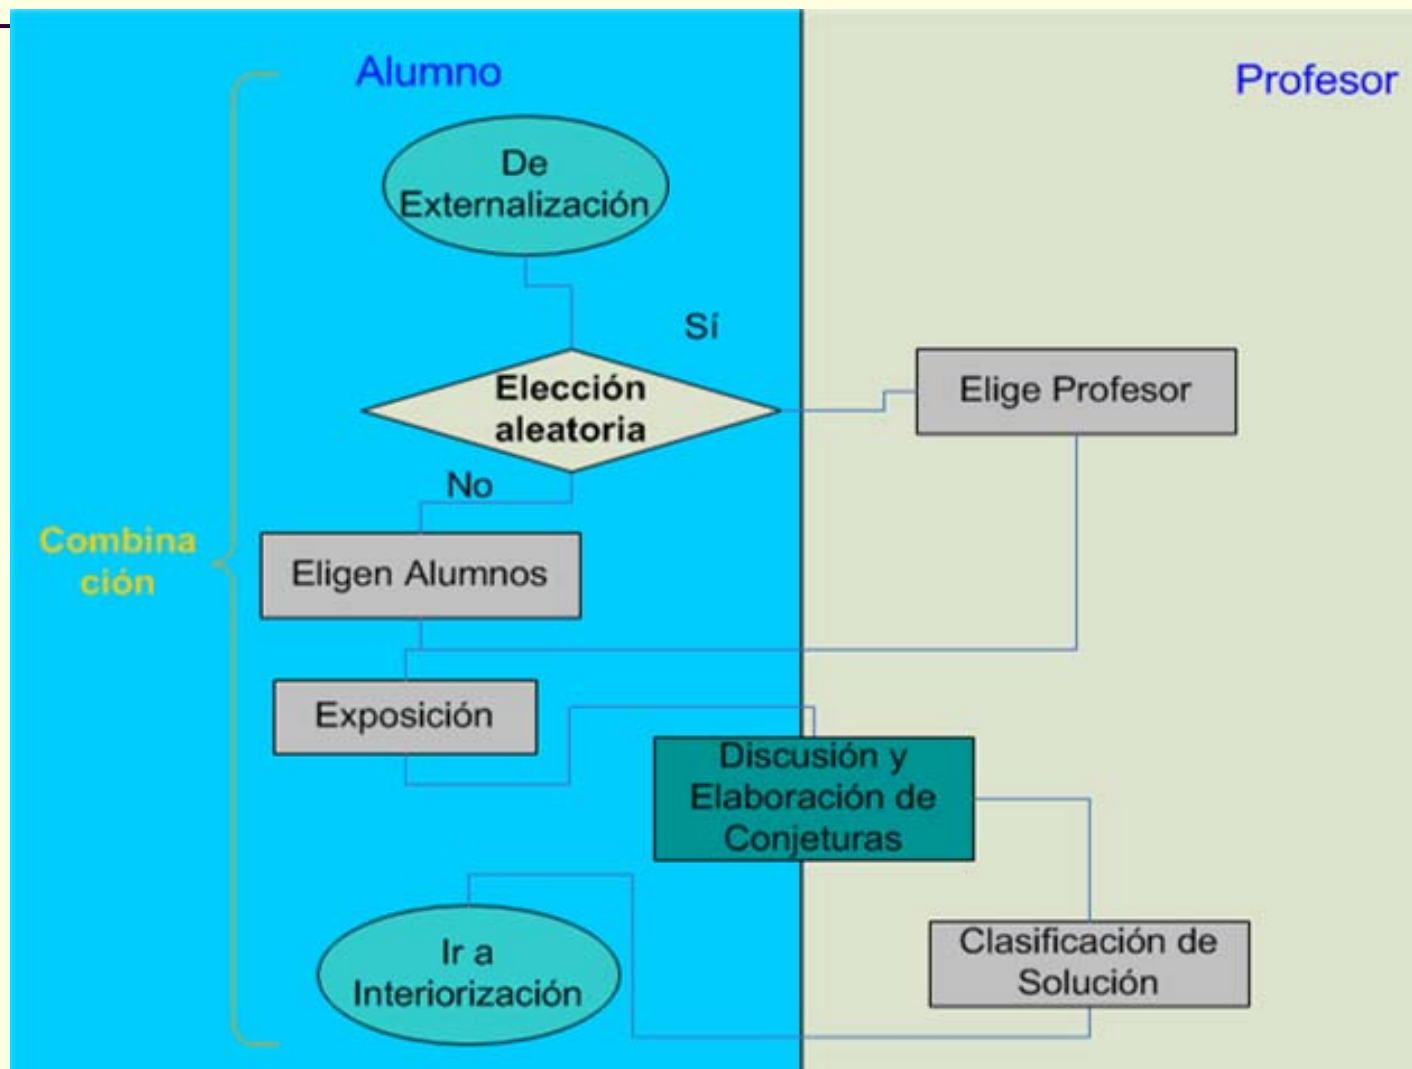 Alumno
Profesor
De
Externalización
Sí
Elección
aleatoria
Elige Profesor
No
Combina
ción
Eligen Alumnos
Exposición
Discusión y
Elaboración de
Conjeturas
Ir a
Interiorización
Clasificación de
Solución